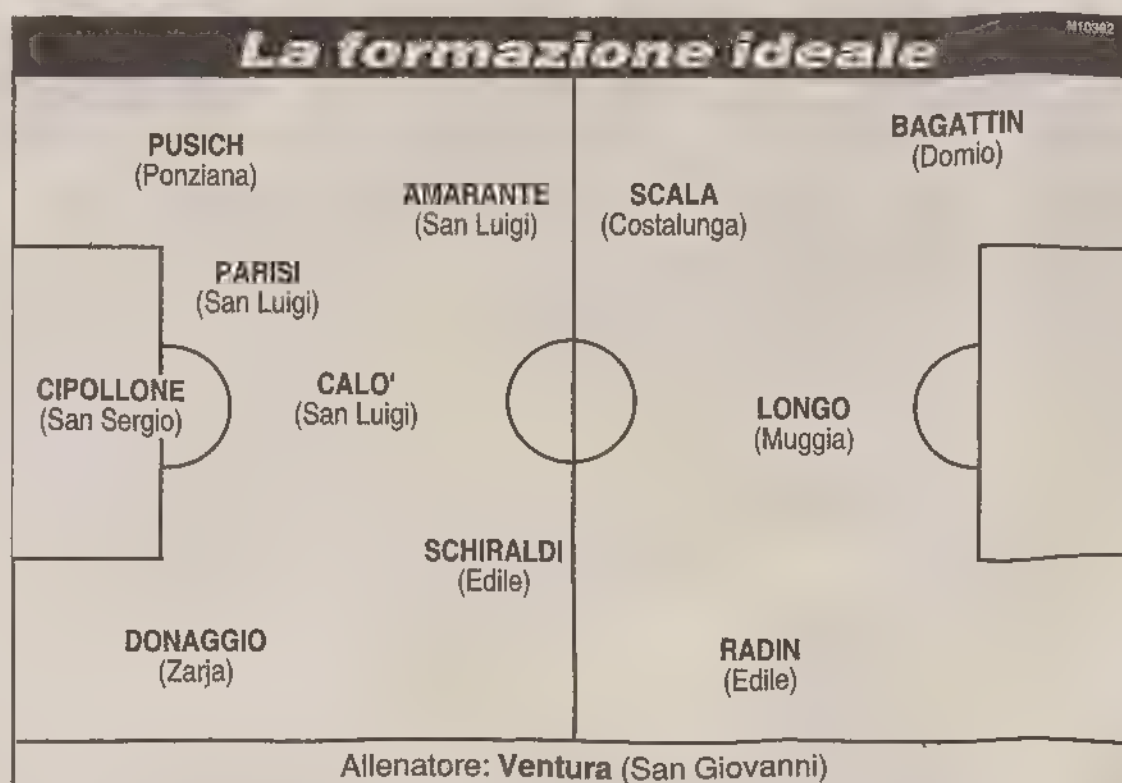 La formazione ideale
PUSICH
(Ponziana)
BAGATTIN
(Domio)
AMARANTE
(San Luigi)
SCALA
(Costalunga)
PARISI
(San Luigi)
CIPOLLONE
(San Sergio)
CALO'
(San Luigi)
LONGO
(Muggia)
SCHIRALDI
(Edile)
DONAGGIO
(Zarja)
RADIN
(Edile)
Allenatore: Ventura (San Giovanni)